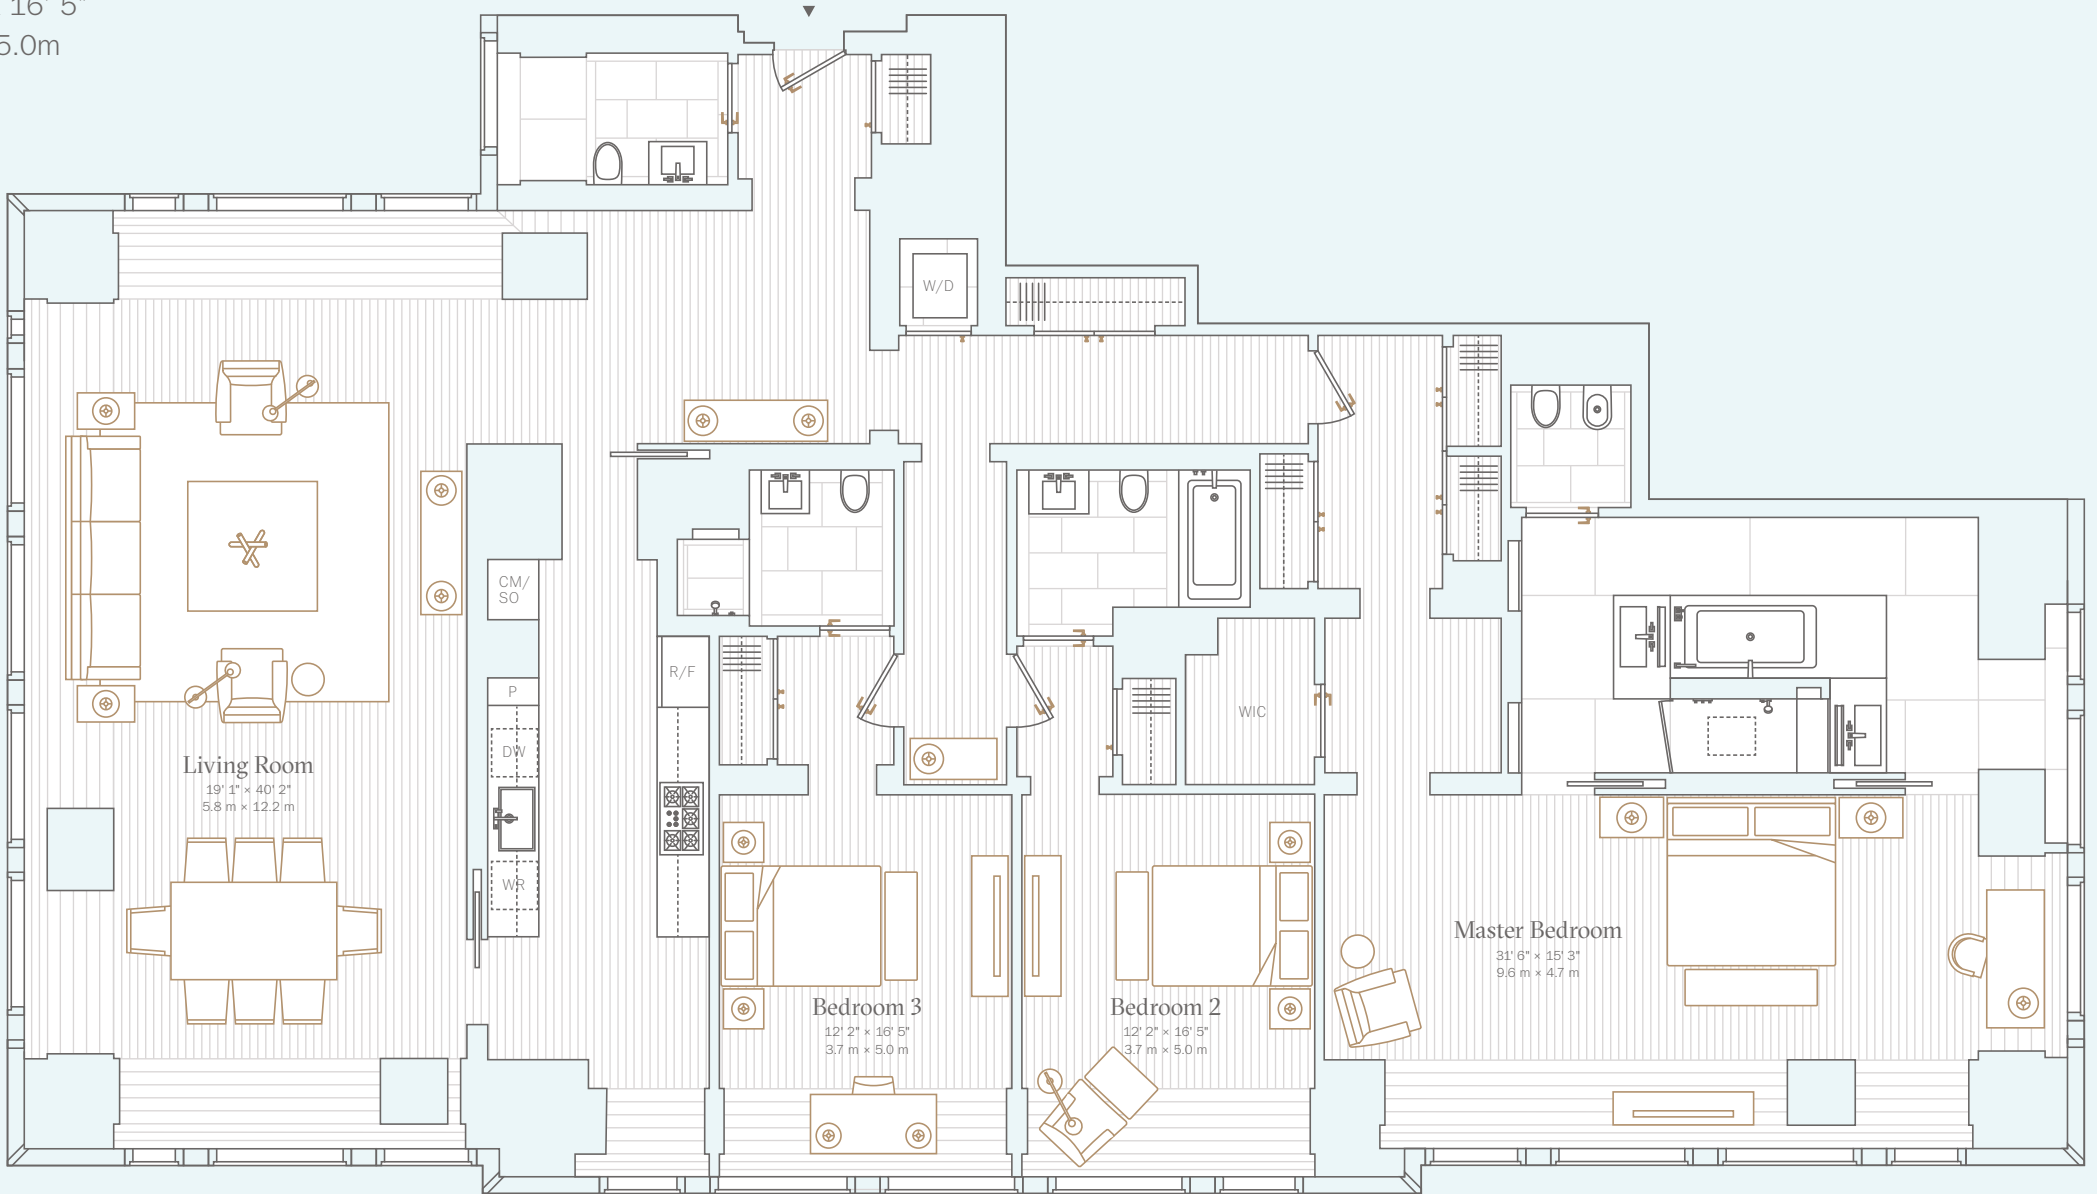 16' 5"
5.0m
W/D
CM/
SO
R/F
P
DW
WR
WIC
Living Room
19' 1" × 40' 2"
5.8 m × 12.2 m
Bedroom 3
12' 2" × 16' 5"
3.7 m × 5.0 m
Bedroom 2
12' 2" × 16' 5"
3.7 m × 5.0 m
Master Bedroom
31' 6" × 15' 3"
9.6 m × 4.7 m